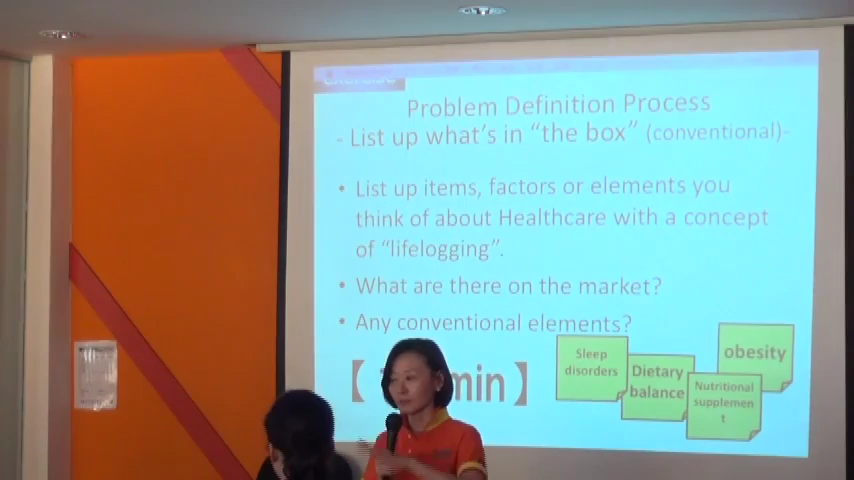 Problem Definition Process
- List up what's in "the box" (conventional)-
• List up items, factors or elements you
think of about Healthcare with a concept
of "lifelogging".
• What are there on the market?
• Any conventional elements?
【 min 】
Sleep
disorders
Dietary
balance
Nutritional
supplemen
t
obesity